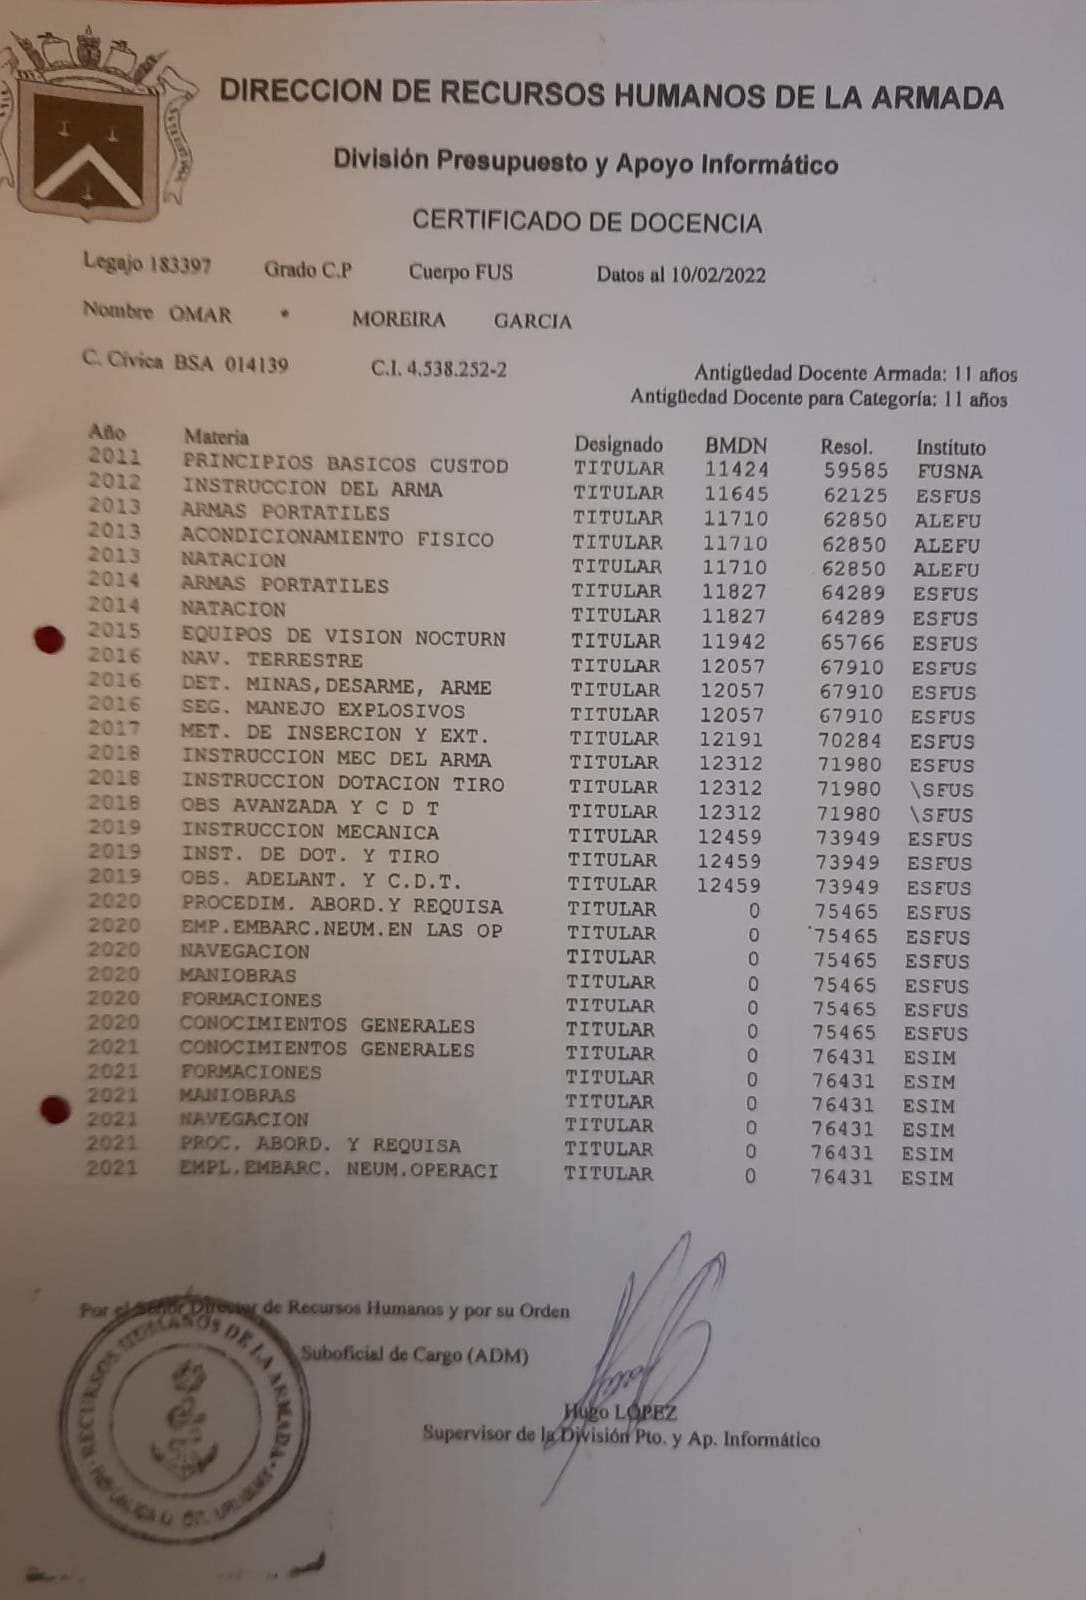 DIRECCION DE RECURSOS HUMANOS DE LA ARMADA
División Presupuesto y Apoyo Informático
CERTIFICADO DE DOCENCIA
Legajo 183397 Grado C.P Cuerpo FUS Datos al 10/02/2022
Nombre OMAR * MOREIRA GARCIA
C. Cívica BSA 014139 C.I. 4.538.252-2
Antigüedad Docente Armada: 11 años
Antigüedad Docente para Categoría: 11 años
Año Materia Designado BMDN Resol. Instituto
2011 PRINCIPIOS BASICOS CUSTOD TITULAR 11424 59585 FUSNA
2012 INSTRUCCION DEL ARMA TITULAR 11645 62125 ESFUS
2013 ARMAS PORTATILES TITULAR 11710 62850 ALEFU
2013 ACONDICIONAMIENTO FISICO TITULAR 11710 62850 ALEFU
2013 NATACION TITULAR 11710 62850 ALEFU
2014 ARMAS PORTATILES TITULAR 11827 64289 ESFUS
2014 NATACION TITULAR 11827 64289 ESFUS
2015 EQUIPOS DE VISION NOCTURN TITULAR 11942 65766 ESFUS
2016 NAV. TERRESTRE TITULAR 12057 67910 ESFUS
2016 DET. MINAS,DESARME, ARME TITULAR 12057 67910 ESFUS
2016 SEG. MANEJO EXPLOSIVOS TITULAR 12057 67910 ESFUS
2017 MET. DE INSERCION Y EXT. TITULAR 12191 70284 ESFUS
2018 INSTRUCCION MEC DEL ARMA TITULAR 12312 71980 ESFUS
2018 INSTRUCCION DOTACION TIRO TITULAR 12312 71980 \SFUS
2018 OBS AVANZADA Y C D T TITULAR 12312 71980 \SFUS
2019 INSTRUCCION MECANICA TITULAR 12459 73949 ESFUS
2019 INST. DE DOT. Y TIRO TITULAR 12459 73949 ESFUS
2019 OBS. ADELANT. Y C.D.T. TITULAR 12459 73949 ESFUS
2020 PROCEDIM. ABORD.Y REQUISA TITULAR 0 75465 ESFUS
2020 EMP.EMBARC.NEUM.EN LAS OP TITULAR 0 75465 ESFUS
2020 NAVEGACION TITULAR 0 75465 ESFUS
2020 MANIOBRAS TITULAR 0 75465 ESFUS
2020 FORMACIONES TITULAR 0 75465 ESFUS
2020 CONOCIMIENTOS GENERALES TITULAR 0 75465 ESFUS
2021 CONOCIMIENTOS GENERALES TITULAR 0 76431 ESIM
2021 FORMACIONES TITULAR 0 76431 ESIM
2021 MANIOBRAS TITULAR 0 76431 ESIM
2021 NAVEGACION TITULAR 0 76431 ESIM
2021 PROC. ABORD. Y REQUISA TITULAR 0 76431 ESIM
2021 EMPL.EMBARC. NEUM.OPERACI TITULAR 0 76431 ESIM
Por el Señor Director de Recursos Humanos y por su Orden
Suboficial de Cargo (ADM)
Hugo LOPEZ
Supervisor de la División Pto. y Ap. Informático
RECURSOS HUMANOS DE LA ARMADA
REPUBLICA O. DEL URUGUAY